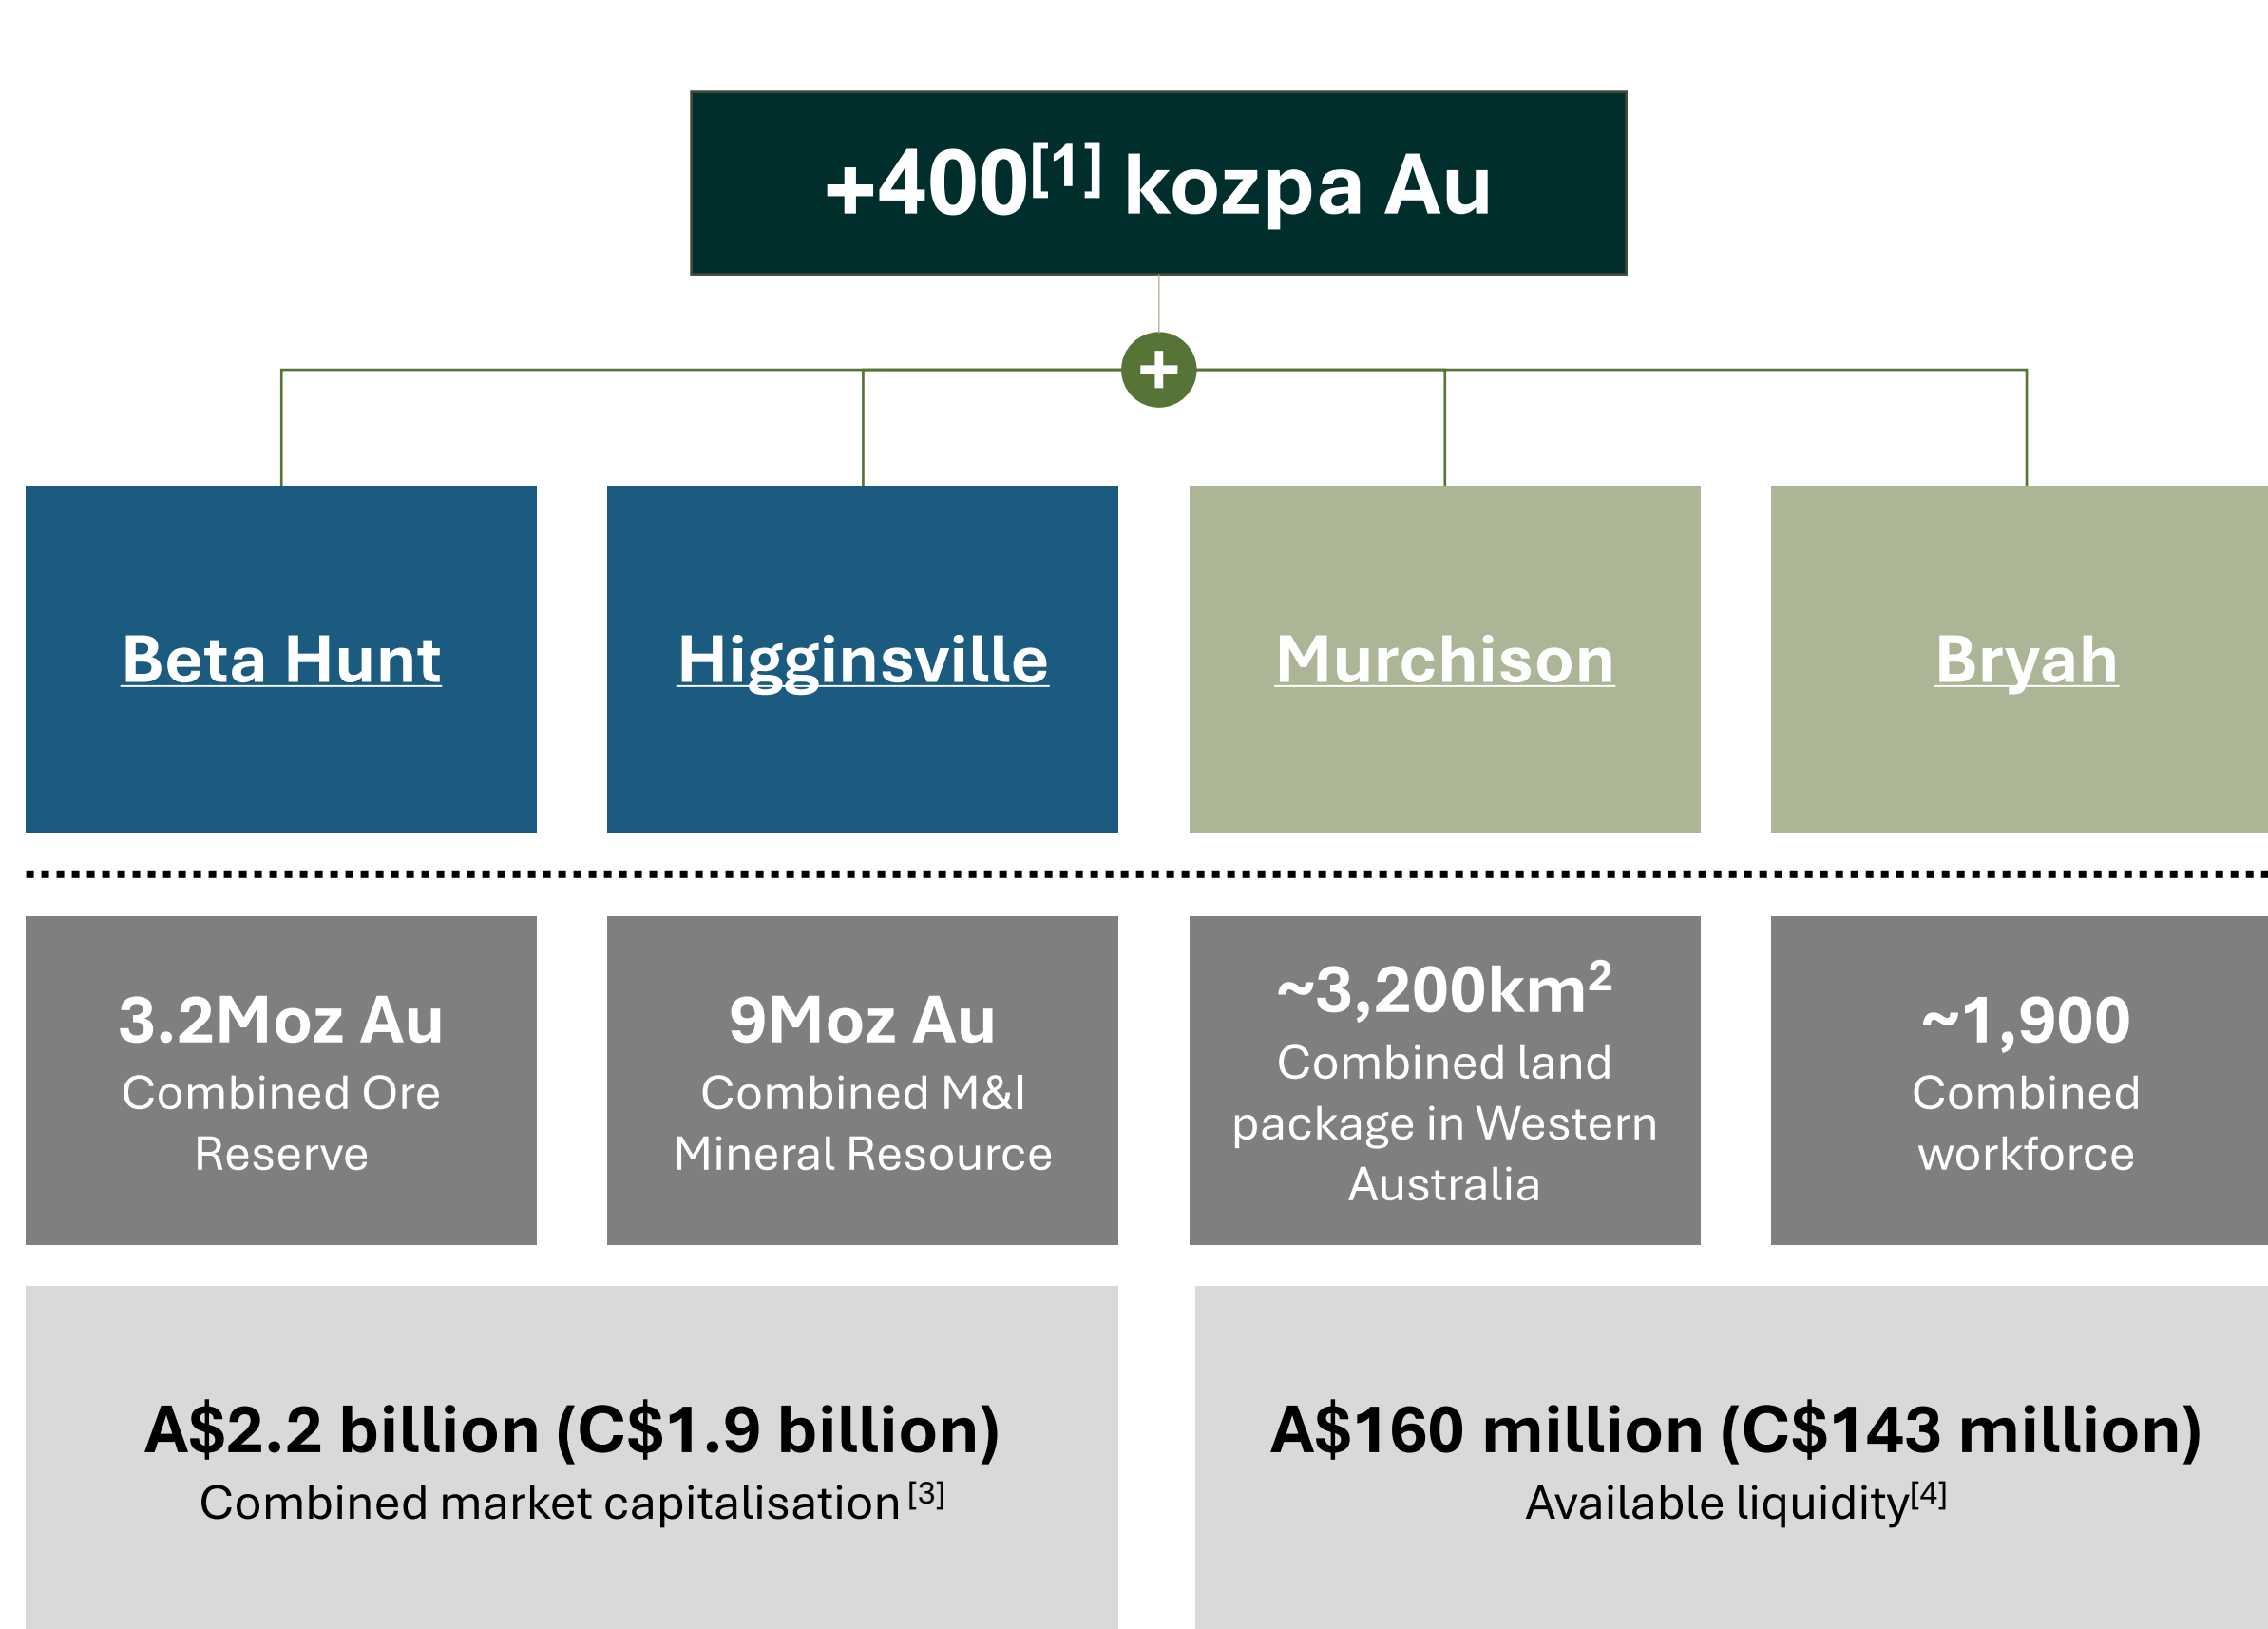 +400[1] kozpa Au
+
Beta Hunt
Higginsville
Murchison
Bryah
3.2Moz Au
Combined Ore
Reserve
9Moz Au
Combined M&I
Mineral Resource
~3,200km²
Combined land
package in Western
Australia
~1,900
Combined
workforce
A$2.2 billion (C$1.9 billion)
Combined market capitalisation [3]
A$160 million (C$143 million)
Available liquidity[4]